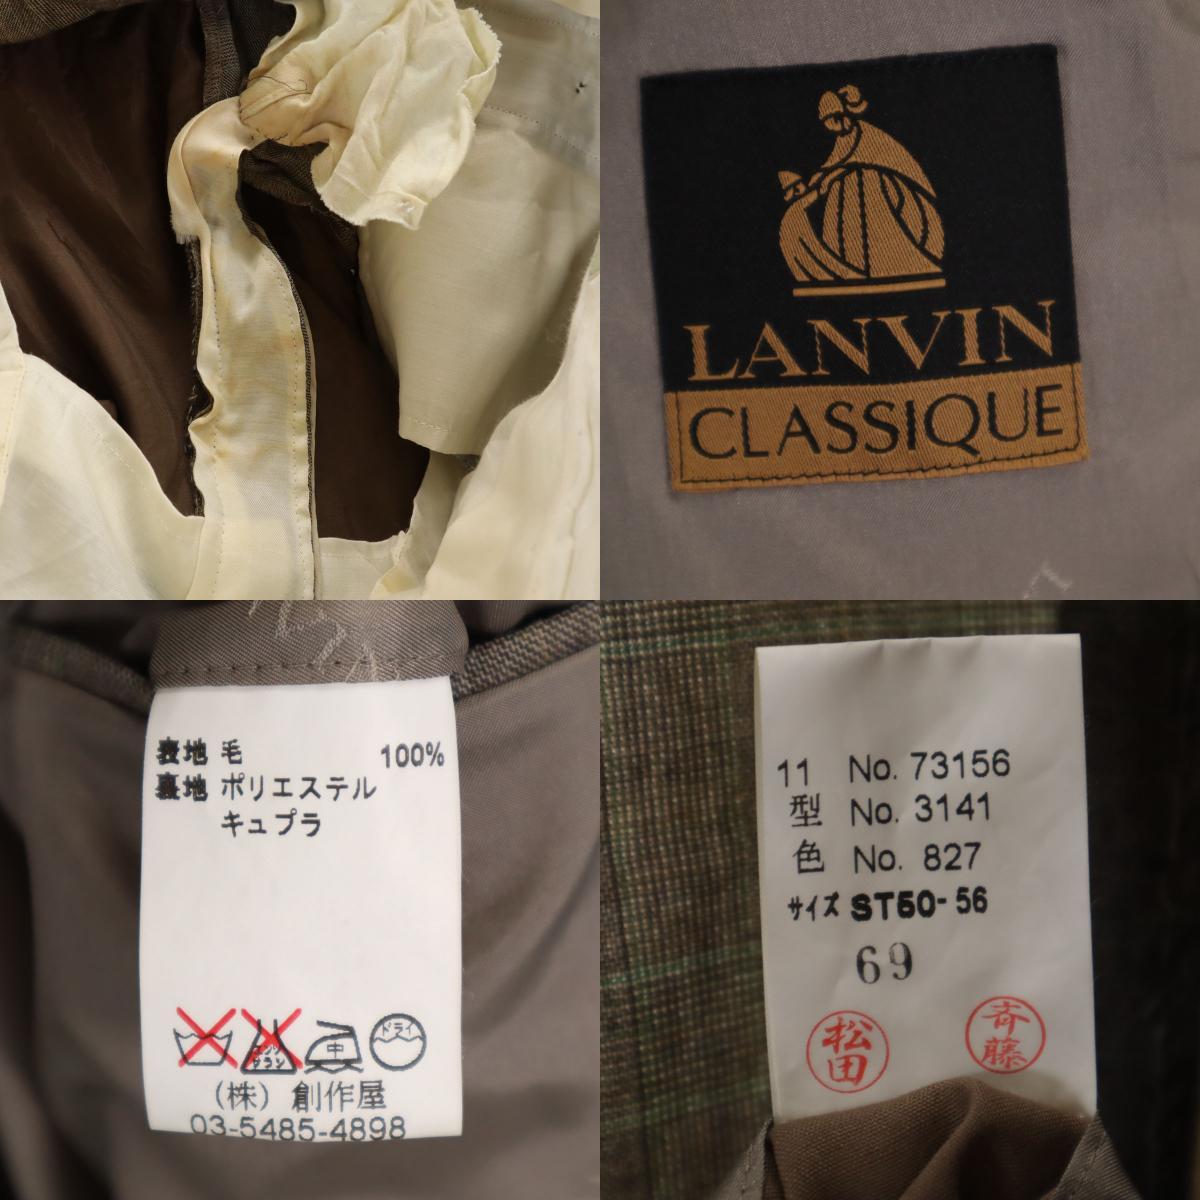 LANVIN
CLASSIQUE
表地 毛 100%
裏地 ポリエステル
キュプラ
ドライ
(株) 創作屋
03-5485-4898
11 No. 73156
型 No. 3141
色 No. 827
サイズ ST50-56
69
松田
斉藤